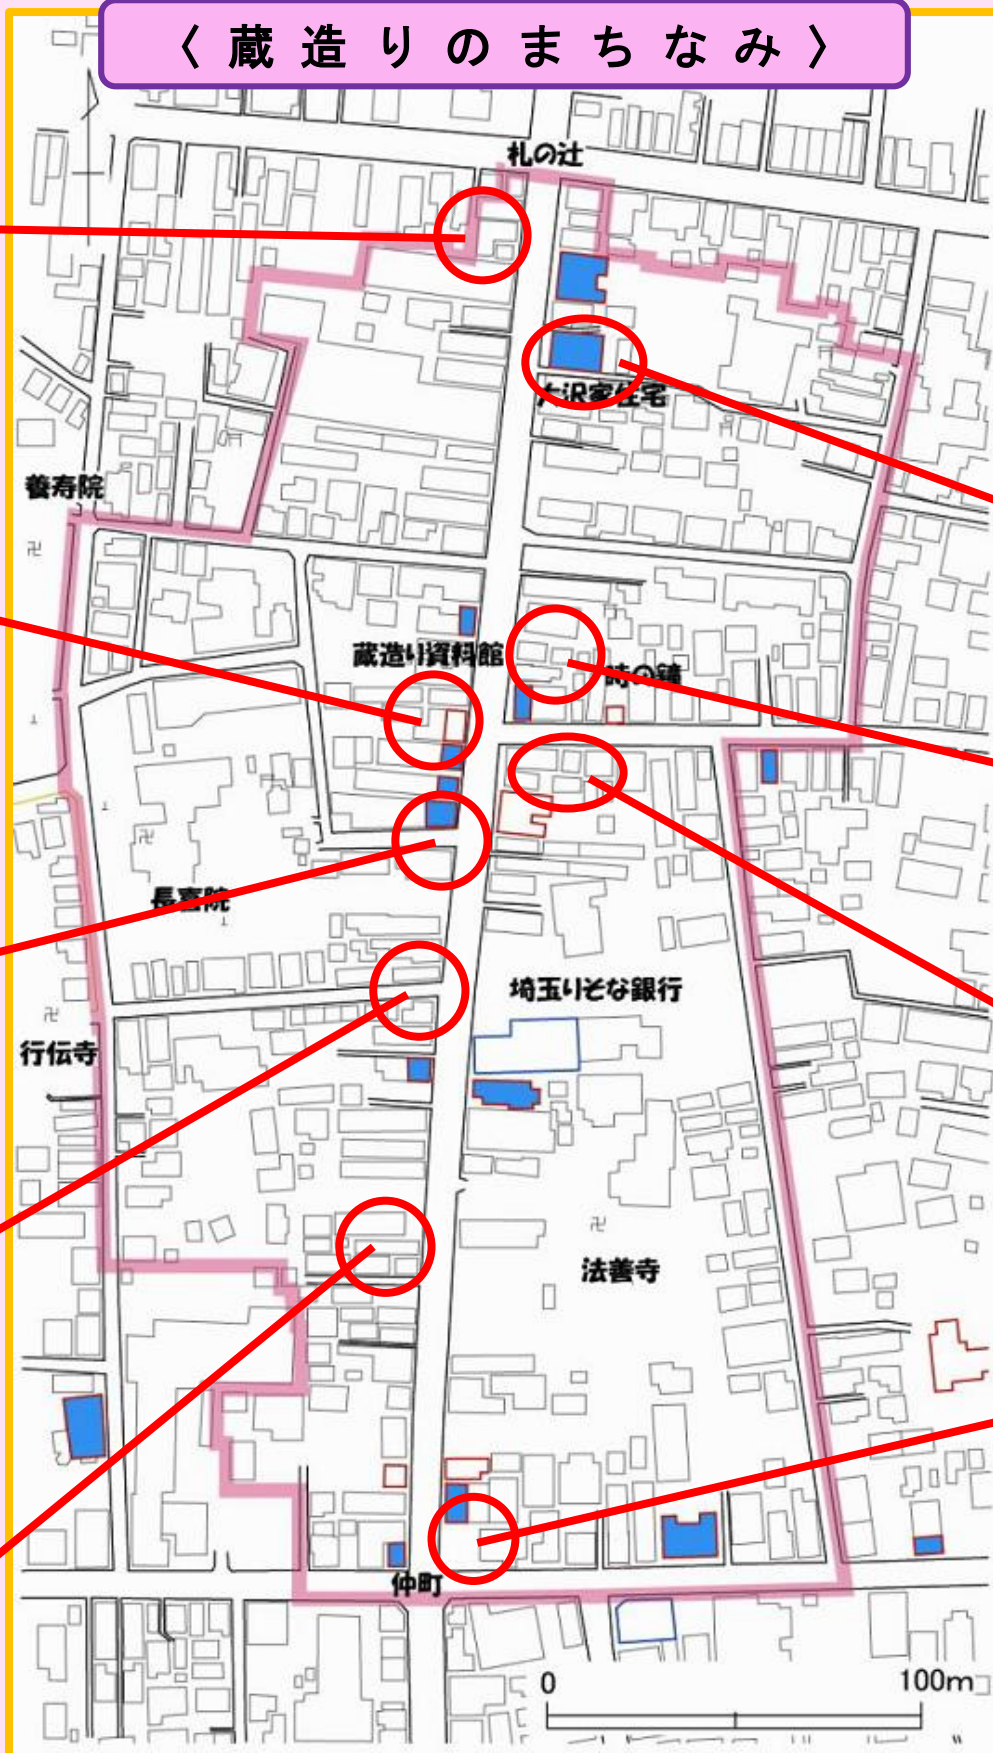 〈 蔵 造 り の ま ち な み 〉
札の辻
大沢家住宅
養寿院
蔵造り資料館
時の鐘
長喜院
埼玉りそな銀行
行伝寺
法善寺
仲町
0 100m